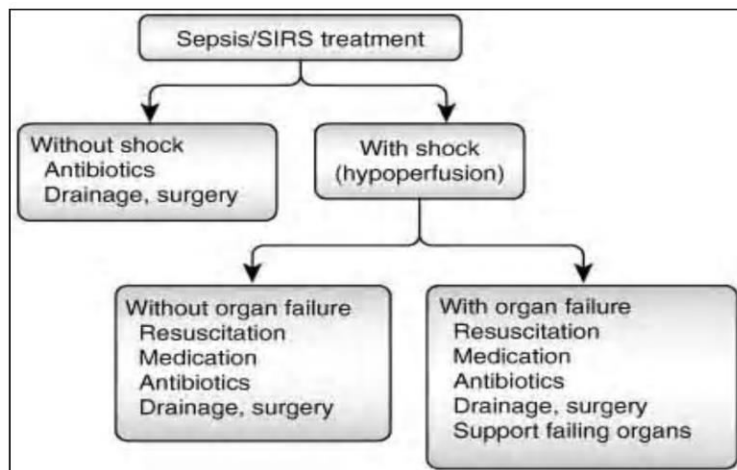 Sepsis/SIRS treatment
Without shock
Antibiotics
Drainage, surgery
With shock
(hypoperfusion)
Without organ failure
Resuscitation
Medication
Antibiotics
Drainage, surgery
With organ failure
Resuscitation
Medication
Antibiotics
Drainage, surgery
Support failing organs